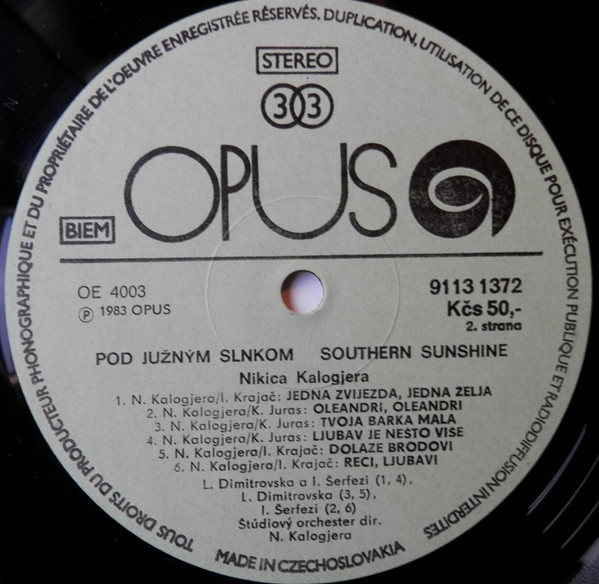 TOUS DROITS DU PRODUCTEUR PHONOGRAPHIQUE ET DU PROPRIÉTAIRE DE L'OEUVRE ENREGISTRÉE RÉSERVÉS. DUPLICATION, UTILISATION DE CE DISQUE POUR EXÉCUTION PUBLIQUE ET RADIODIFFUSION INTERDITES
STEREO
33
OPUS
BIEM
OE 4003
9113 1372
Ⓟ 1983 OPUS
Kčs 50,-
2. strana
POD JUŽNÝM SLNKOM SOUTHERN SUNSHINE
Nikica Kalogjera
1. N. Kalogjera/I. Krajač: JEDNA ZVIJEZDA, JEDNA ŽELJA
2. N. Kalogjera/K. Juras: OLEANDRI, OLEANDRI
3. N. Kalogjera/K. Juras: TVOJA BARKA MALA
4. N. Kalogjera/K. Juras: LJUBAV JE NESTO VISE
5. N. Kalogjera/I. Krajač: DOLAZE BRODOVI
6. N. Kalogjera/I. Krajač: RECI, LJUBAVI
L. Dimitrovska a I. Šerfezi (1, 4),
L. Dimitrovska (3, 5),
I. Šerfezi (2, 6)
Štúdiový orchester dir.
N. Kalogjera
MADE IN CZECHOSLOVAKIA